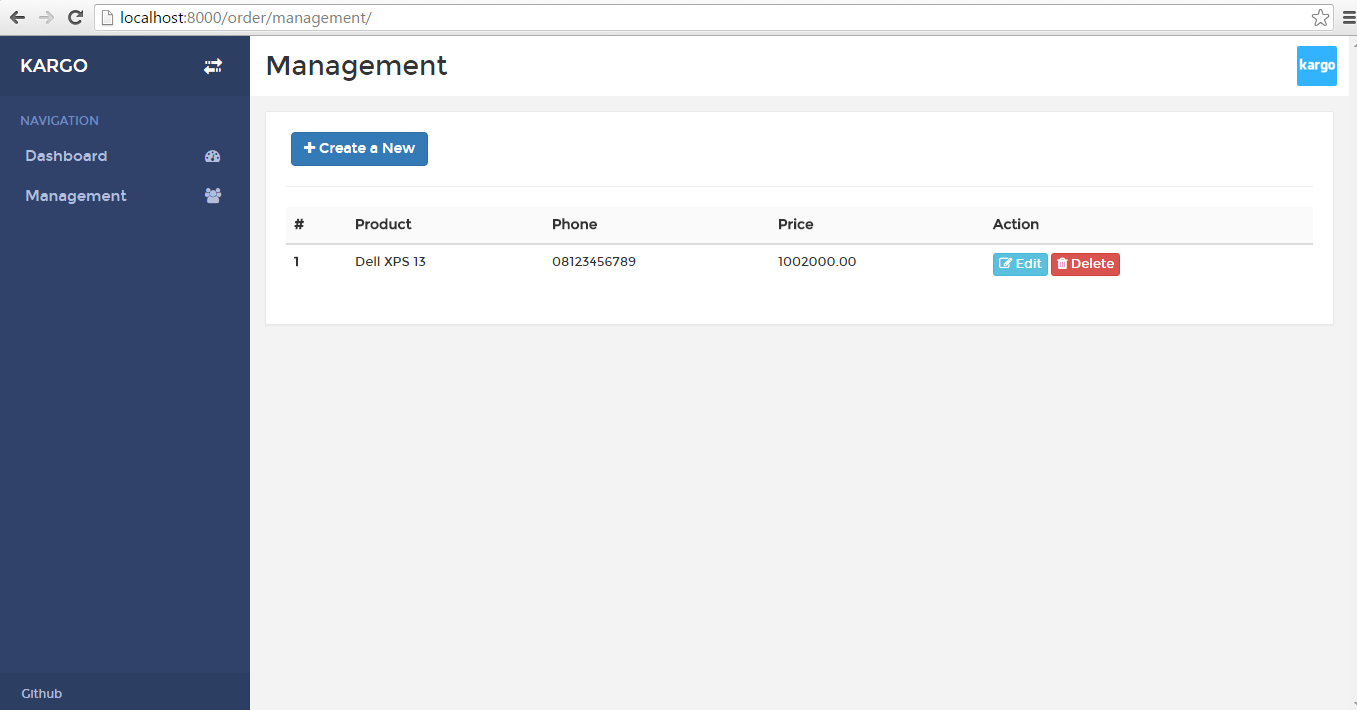 localhost:8000/order/management/
KARGO
Management
kargo
NAVIGATION
Dashboard
Management
Create a New
# Product Phone Price Action
1 Dell XPS 13 08123456789 1002000.00 Edit Delete
Github